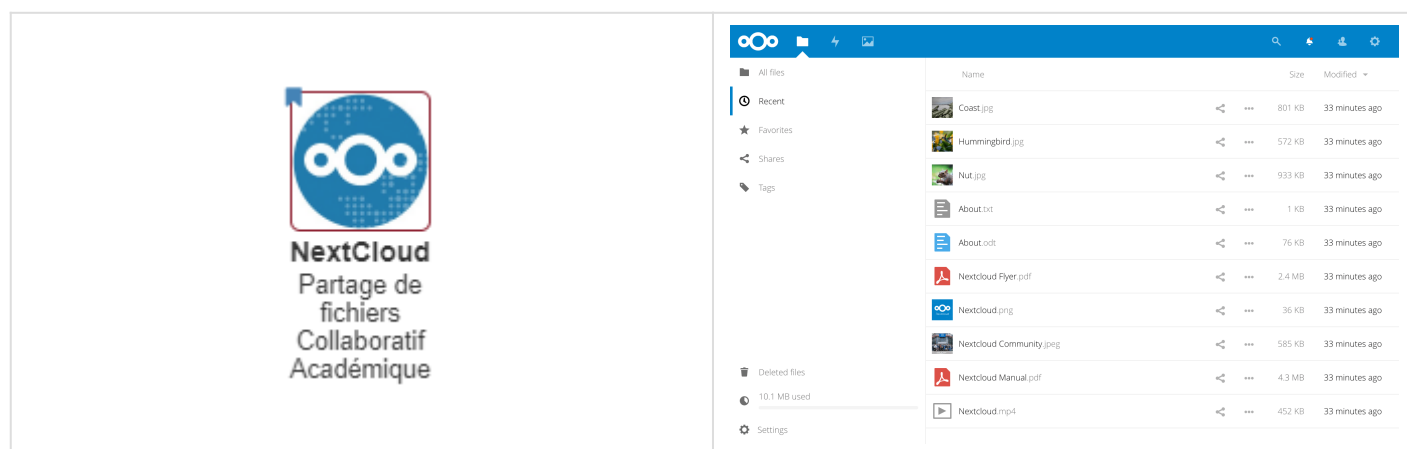 NextCloud
Partage de
fichiers
Collaboratif
Académique
All files
Recent
Favorites
Shares
Tags
Deleted files
10.1 MB used
Settings
Name Size Modified
Coast.jpg 801 KB 33 minutes ago
Hummingbird.jpg 572 KB 33 minutes ago
Nut.jpg 933 KB 33 minutes ago
About.txt 1 KB 33 minutes ago
About.odt 76 KB 33 minutes ago
Nextcloud Flyer.pdf 2.4 MB 33 minutes ago
Nextcloud.png 36 KB 33 minutes ago
Nextcloud Community.jpeg 585 KB 33 minutes ago
Nextcloud Manual.pdf 4.3 MB 33 minutes ago
Nextcloud.mp4 452 KB 33 minutes ago